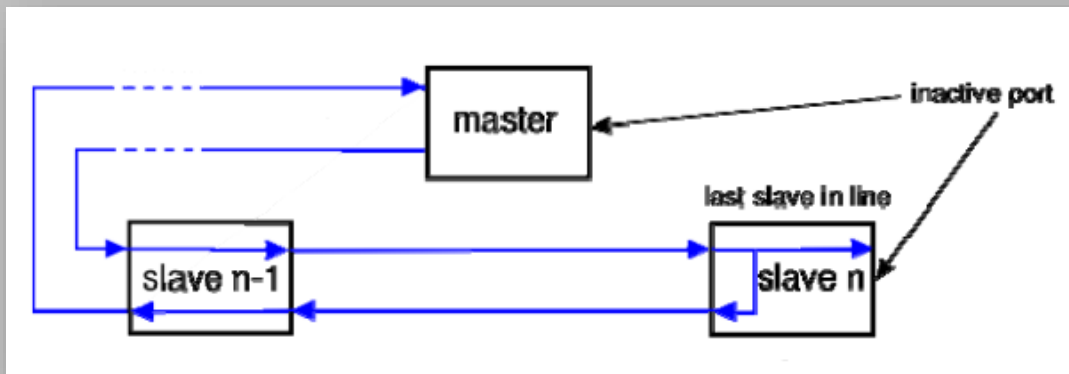 master
inactive port
last slave in line
slave n-1
slave n